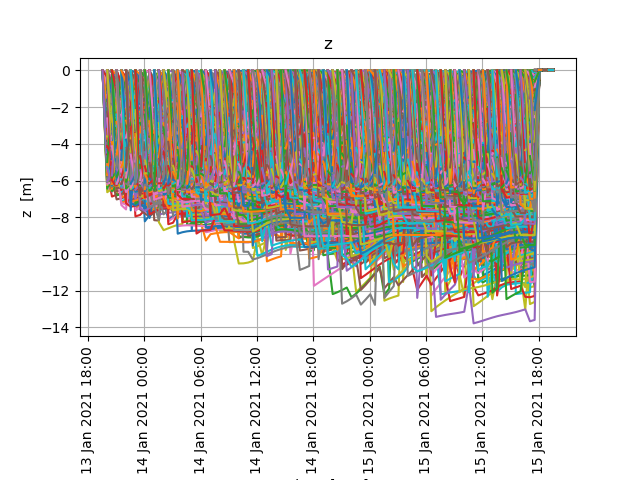 z
0
−2
−4
−6
−8
−10
−12
−14
z [m]
13 Jan 2021 18:00
14 Jan 2021 00:00
14 Jan 2021 06:00
14 Jan 2021 12:00
14 Jan 2021 18:00
15 Jan 2021 00:00
15 Jan 2021 06:00
15 Jan 2021 12:00
15 Jan 2021 18:00